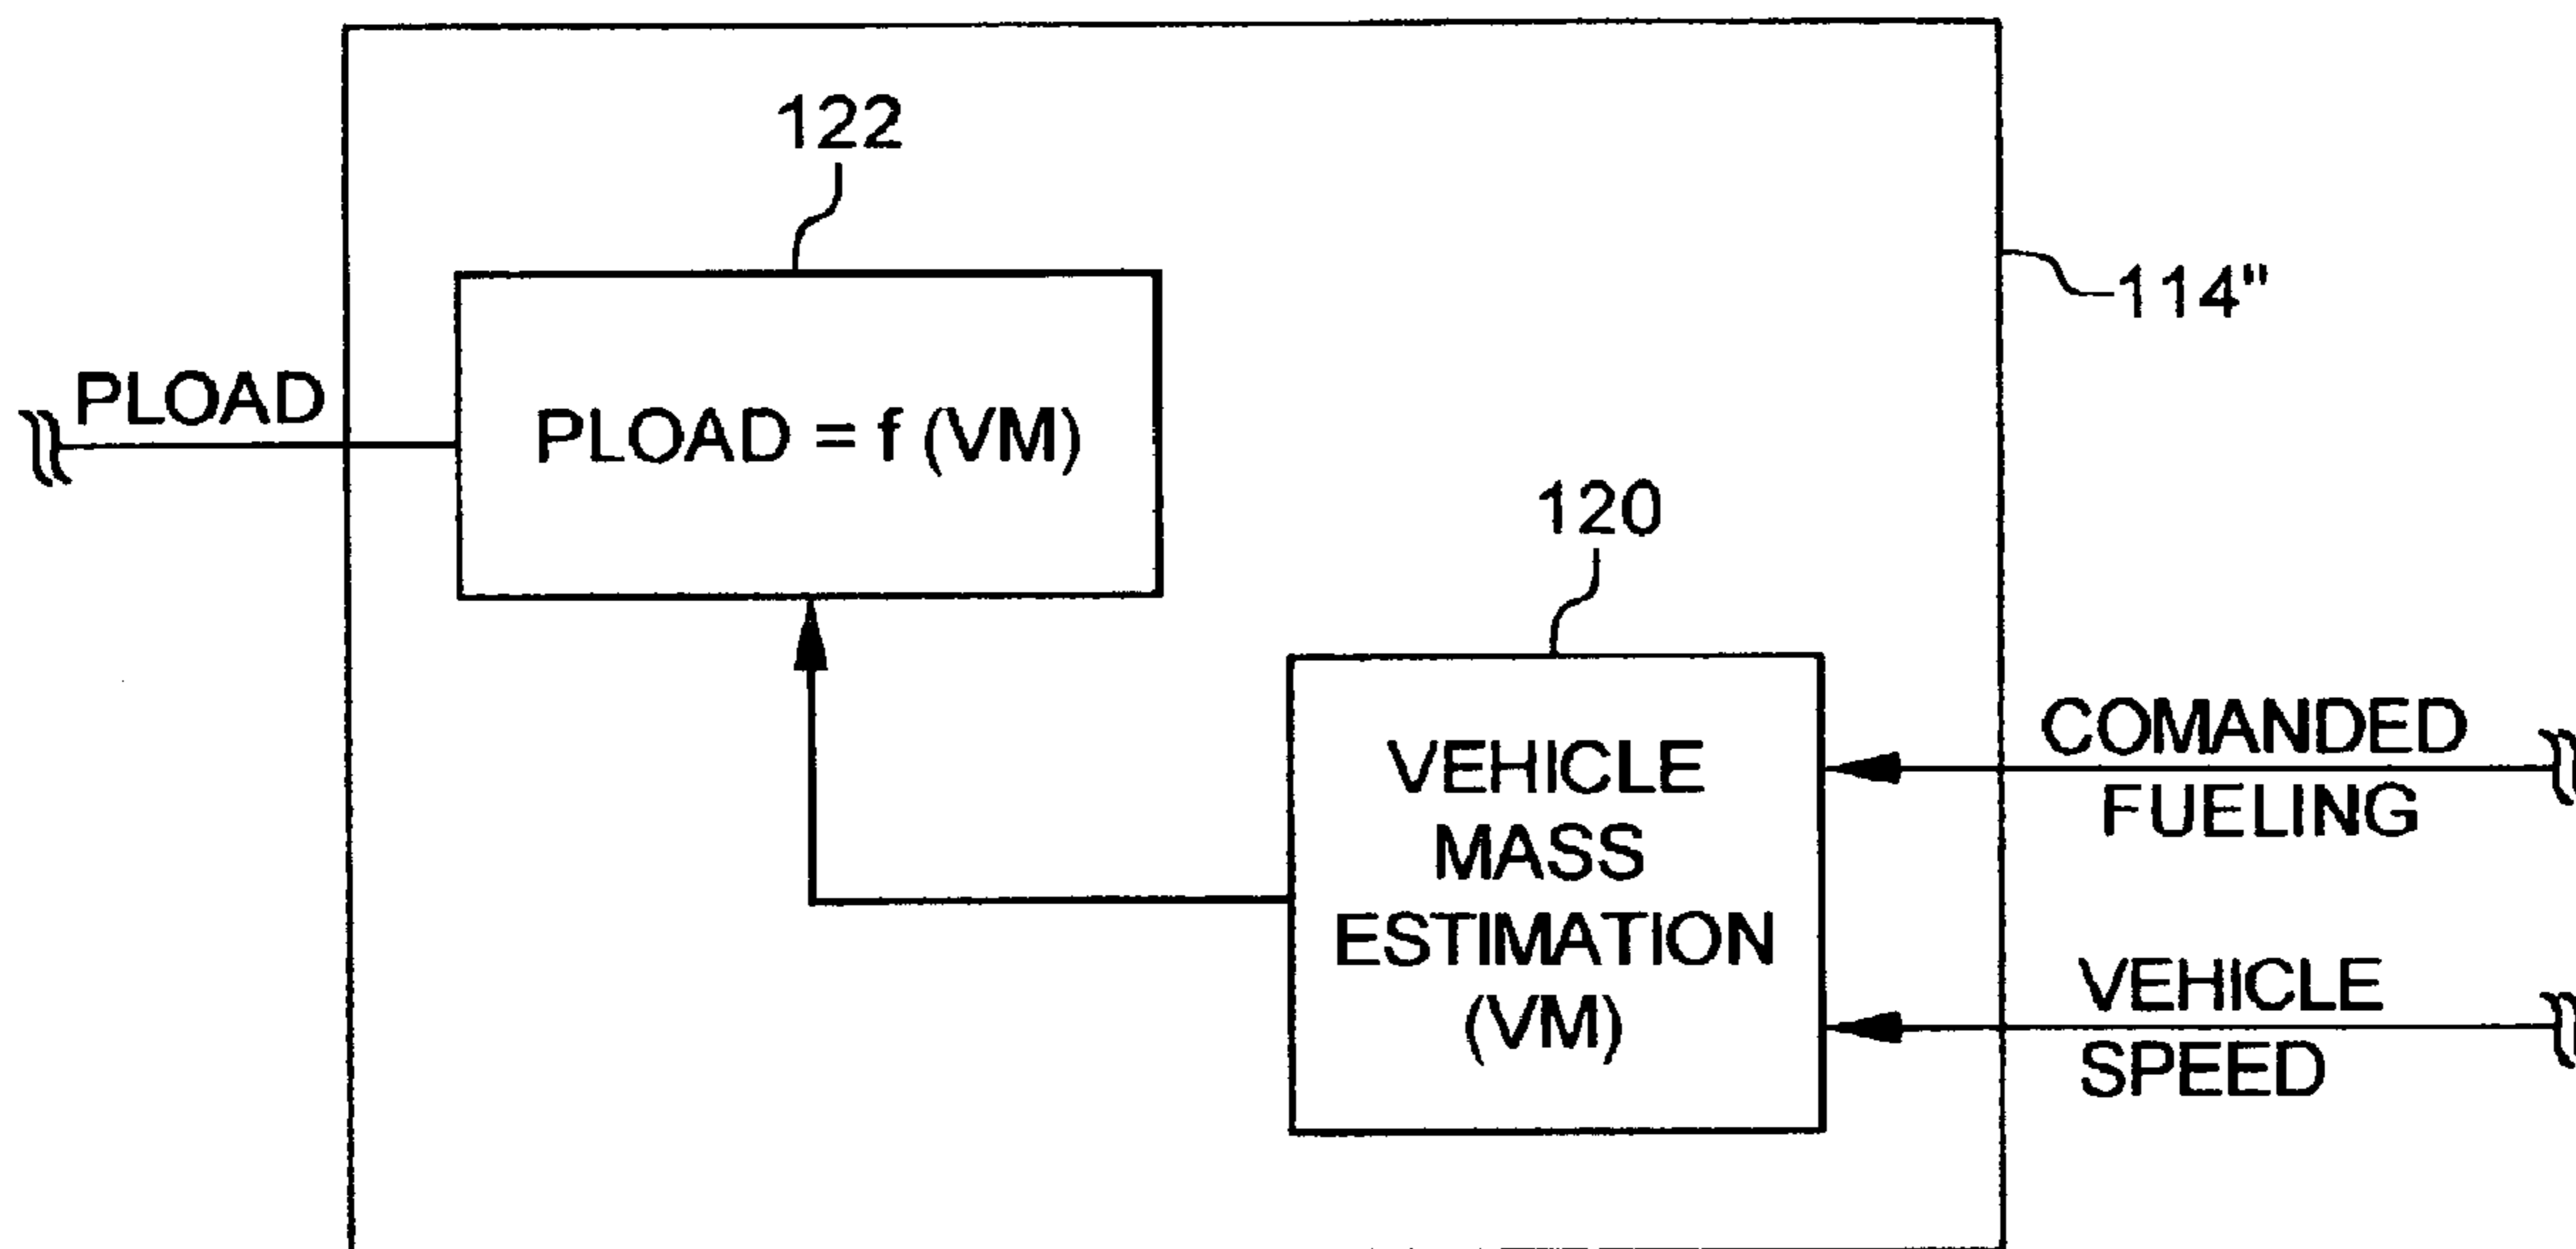 122
114"
PLOAD
PLOAD = f (VM)
120
COMANDED
FUELING
VEHICLE
MASS
ESTIMATION
(VM)
VEHICLE
SPEED